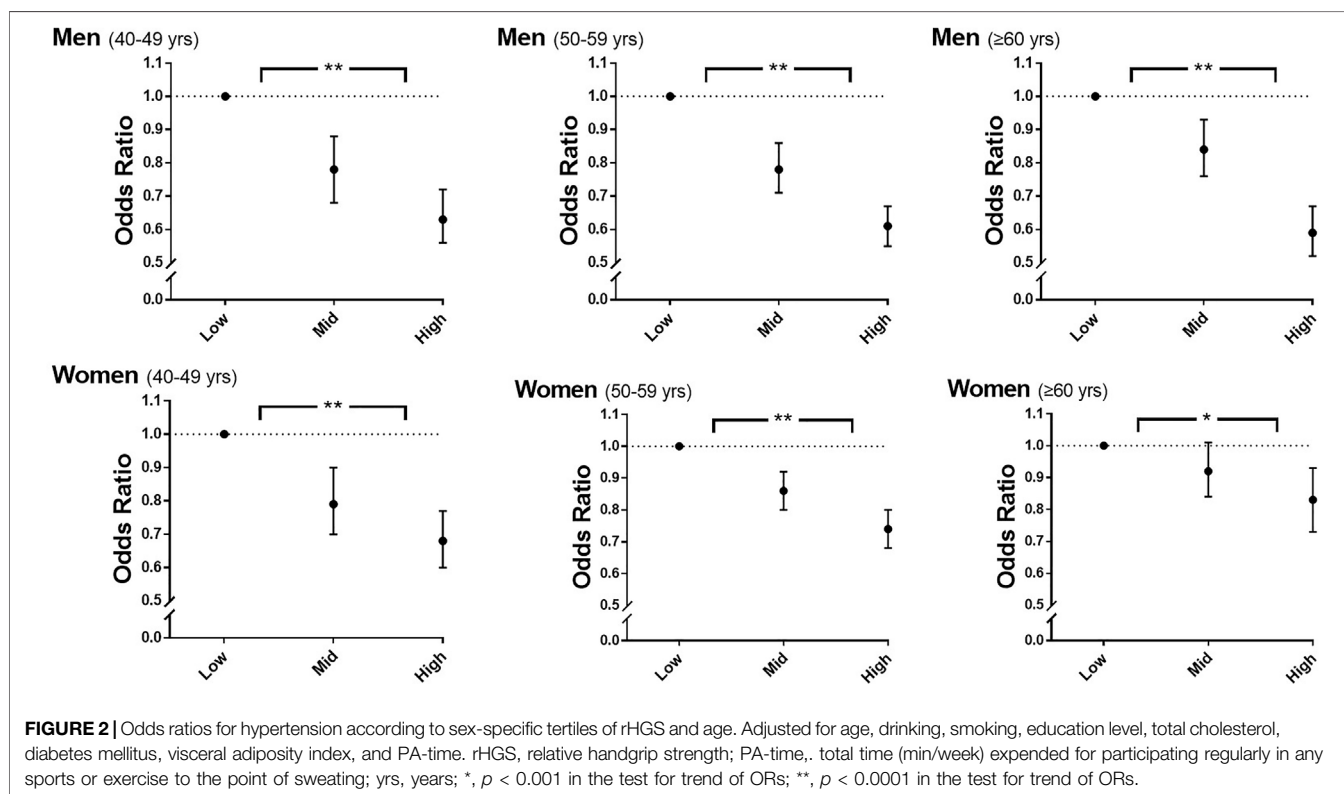 Men (40-49 yrs)
1.1
**
1.0
0.9
0.8
0.7
0.6
0.5
0.0
Odds Ratio
Low
Mid
High
Men (50-59 yrs)
1.1
**
1.0
0.9
0.8
0.7
0.6
0.5
0.0
Odds Ratio
Low
Mid
High
Men (≥60 yrs)
1.1
**
1.0
0.9
0.8
0.7
0.6
0.5
0.0
Odds Ratio
Low
Mid
High
Women (40-49 yrs)
1.1
**
1.0
0.9
0.8
0.7
0.6
0.5
0.0
Odds Ratio
Low
Mid
High
Women (50-59 yrs)
1.1
**
1.0
0.9
0.8
0.7
0.6
0.5
0.0
Odds Ratio
Low
Mid
High
Women (≥60 yrs)
1.1
*
1.0
0.9
0.8
0.7
0.6
0.5
0.0
Odds Ratio
Low
Mid
High
FIGURE 2 | Odds ratios for hypertension according to sex-specific tertiles of rHGS and age. Adjusted for age, drinking, smoking, education level, total cholesterol,
diabetes mellitus, visceral adiposity index, and PA-time. rHGS, relative handgrip strength; PA-time,. total time (min/week) expended for participating regularly in any
sports or exercise to the point of sweating; yrs, years; *, p < 0.001 in the test for trend of ORs; **, p < 0.0001 in the test for trend of ORs.